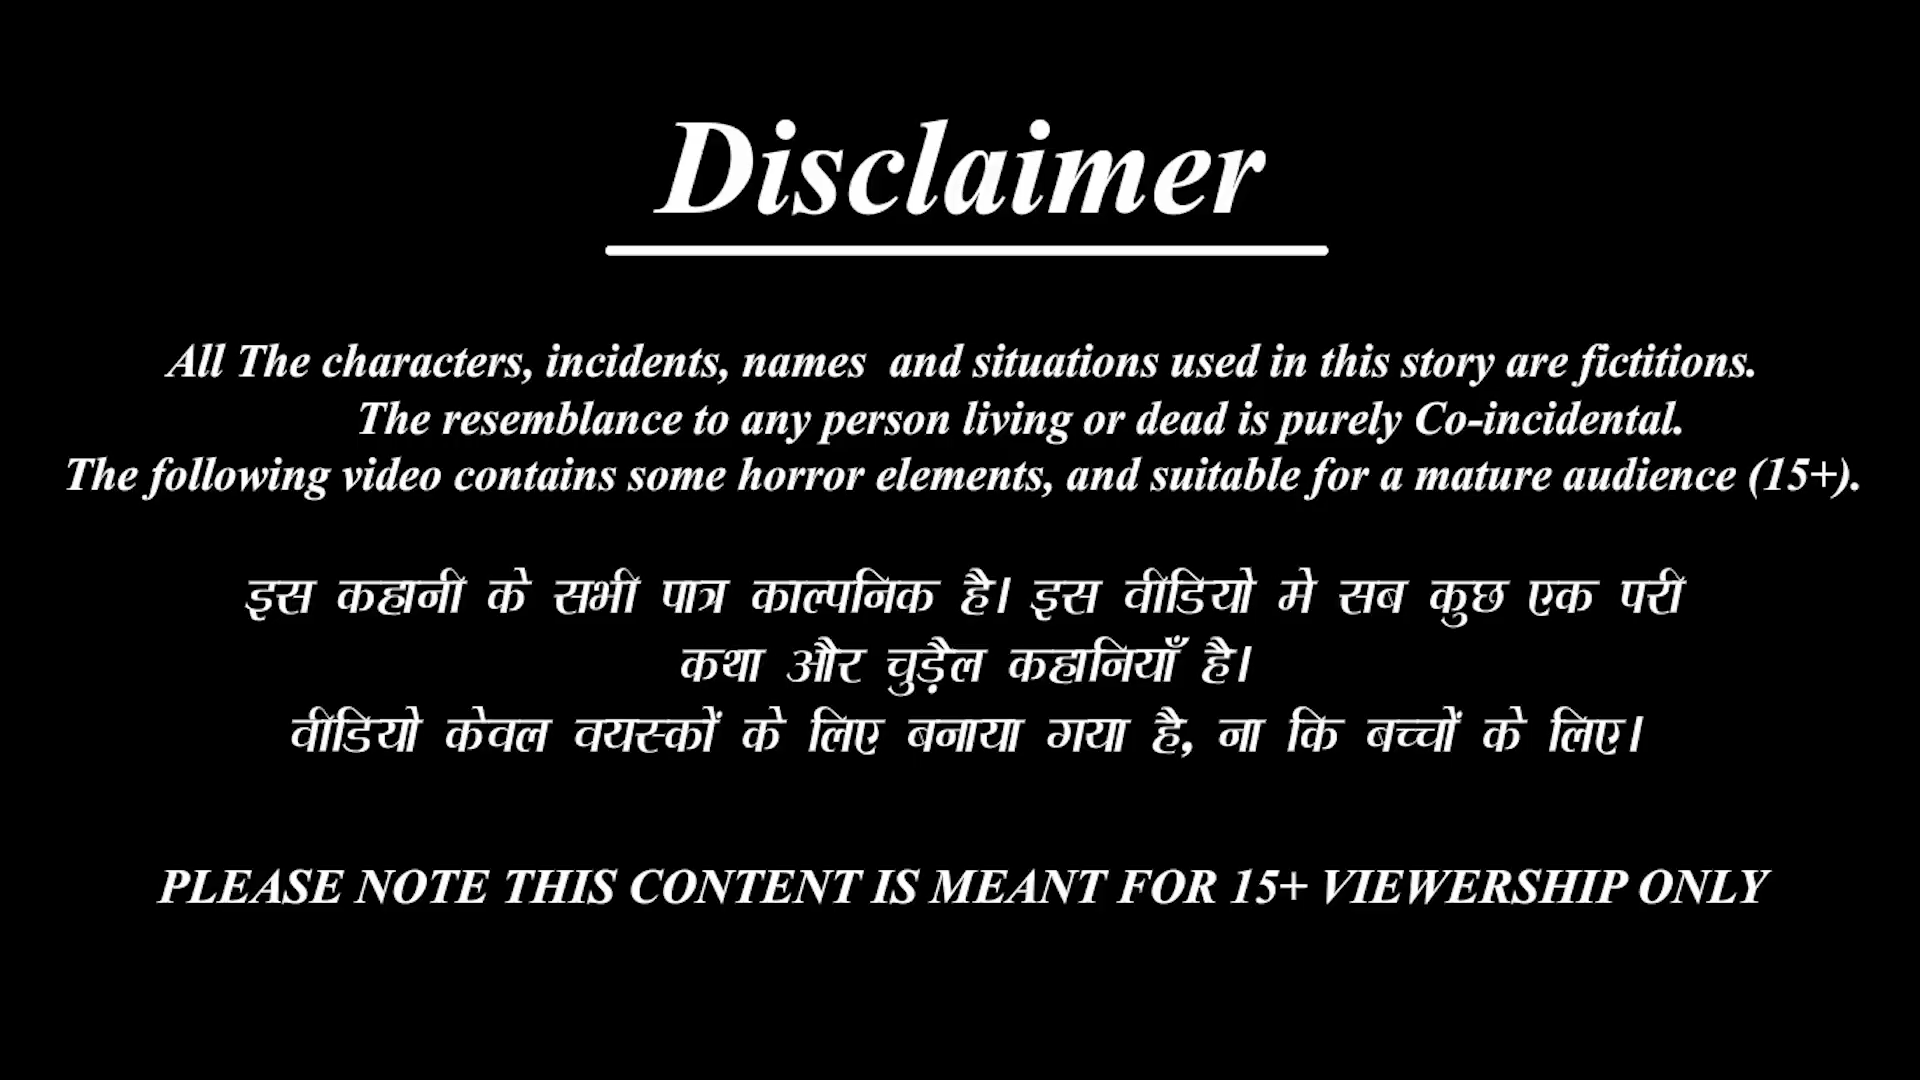 Disclaimer
All The characters, incidents, names and situations used in this story are fictitions.
The resemblance to any person living or dead is purely Co-incidental.
The following video contains some horror elements, and suitable for a mature audience (15+).
इस कहानी के सभी पात्र काल्पनिक है। इस वीडियो मे सब कुछ एक परी
कथा और चुड़ैल कहानियाँ है।
वीडियो केवल वयस्कों के लिए बनाया गया है, ना कि बच्चों के लिए।
PLEASE NOTE THIS CONTENT IS MEANT FOR 15+ VIEWERSHIP ONLY